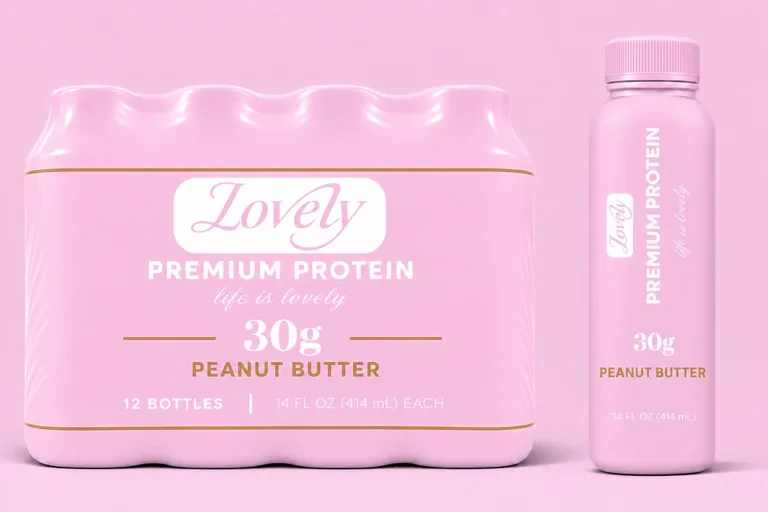 Lovely
PREMIUM PROTEIN
life is lovely
30g
PEANUT BUTTER
12 BOTTLES | 14 FL OZ (414 mL) EACH
Lovely
PREMIUM PROTEIN
life is lovely
30g
PEANUT BUTTER
14 FL OZ (414 mL)